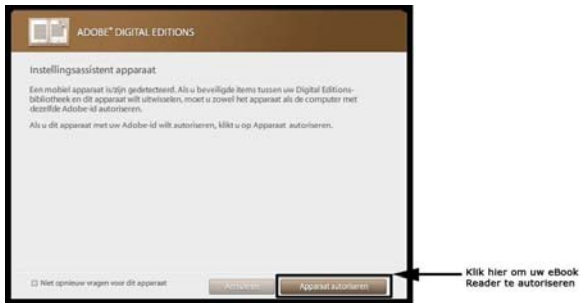 ADOBE® DIGITAL EDITIONS
Instellingsassistent apparaat
Een mobiel apparaat is/zijn gedetecteerd. Als u beveiligde items tussen uw Digital Editions-
bibliotheek en dit apparaat wilt uitwisselen, moet u zowel het apparaat als de computer met
dezelfde Adobe-id autoriseren.
Als u dit apparaat met uw Adobe-id wilt autoriseren, klikt u op Apparaat autoriseren.
Niet opnieuw vragen voor dit apparaat
Annuleren
Apparaat autoriseren
Klik hier om uw eBook
Reader te autoriseren